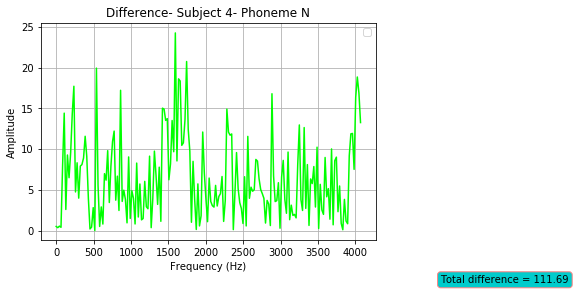 Difference- Subject 4- Phoneme N
25
20
15
10
5
0
Amplitude
0 500 1000 1500 2000 2500 3000 3500 4000
Frequency (Hz)
Total difference = 111.69